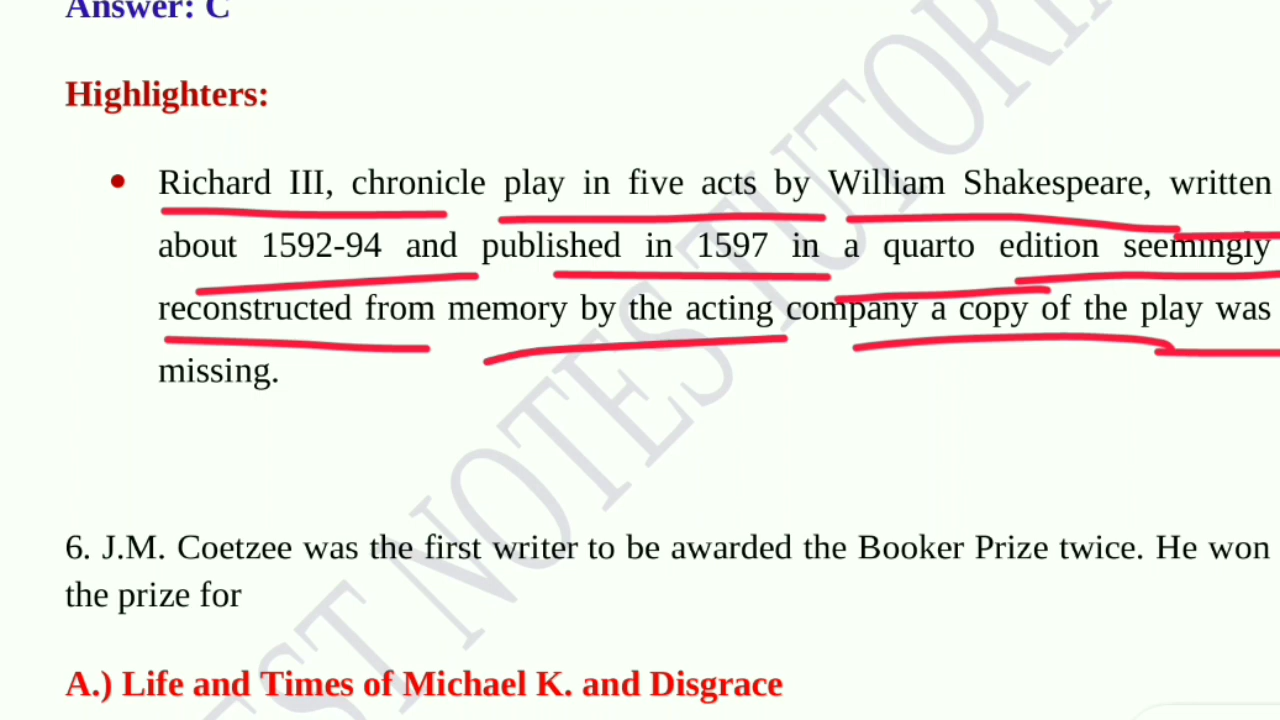 Answer: C
Highlighters:
• Richard III, chronicle play in five acts by William Shakespeare, written
about 1592-94 and published in 1597 in a quarto edition seemingly
reconstructed from memory by the acting company a copy of the play was
missing.
6. J.M. Coetzee was the first writer to be awarded the Booker Prize twice. He won
the prize for
A.) Life and Times of Michael K. and Disgrace